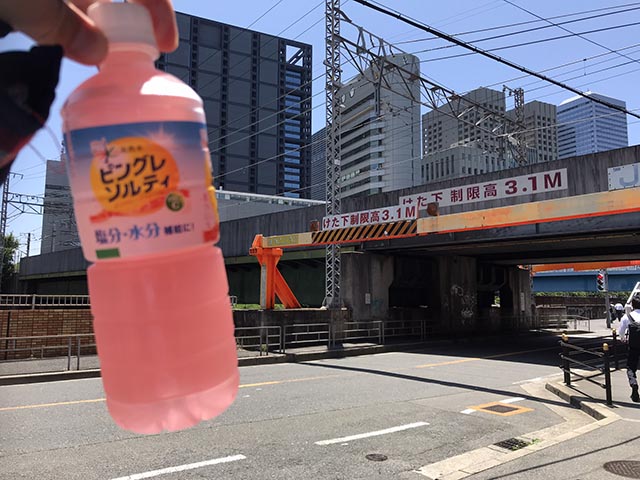 ピングレ
ソルティ
塩分・水分 補給に!
けた下 制限高 3.1M
けた下 制限高 3.1M
J